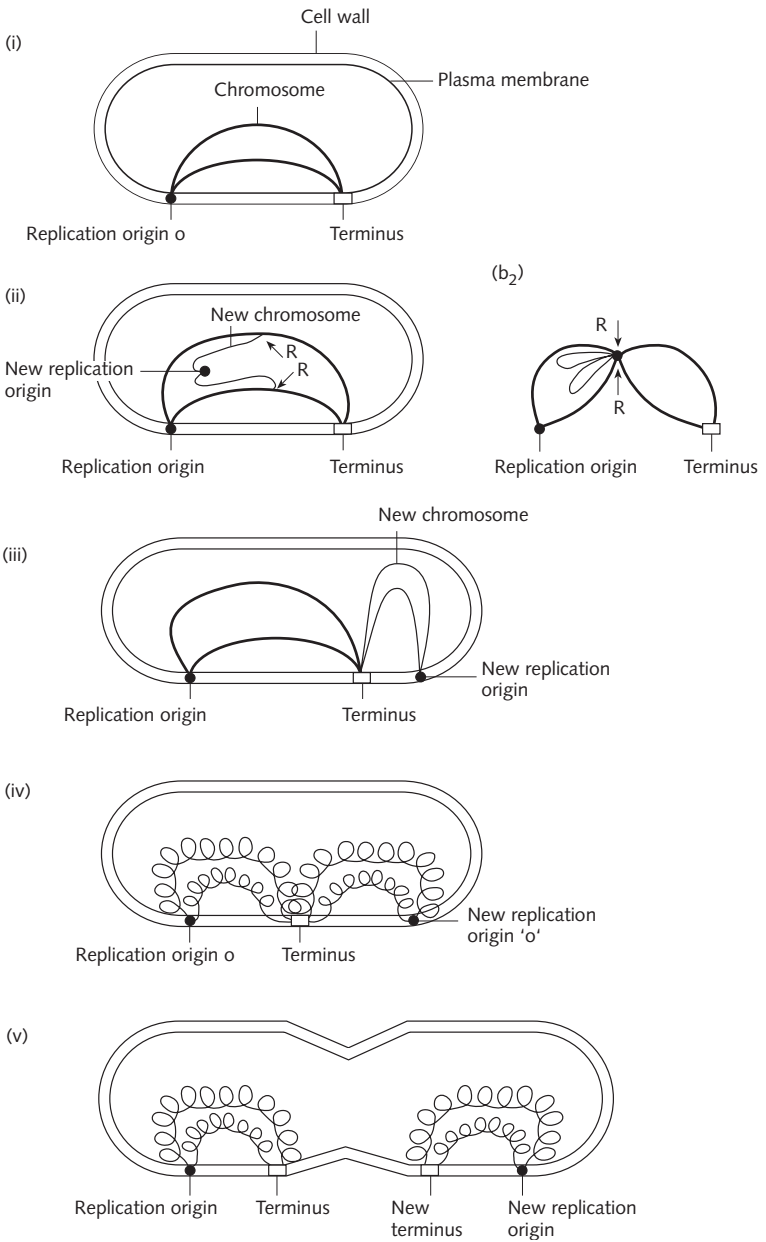 Cell wall
(i)
Plasma membrane
Chromosome
Replication origin o
Terminus
(b2)
(ii)
New chromosome
R
R
New replication
origin
Replication origin
Terminus
R
R
Replication origin
Terminus
New chromosome
(iii)
New replication
origin
Replication origin
Terminus
(iv)
New replication
origin ‘o‘
Replication origin o
Terminus
(v)
Replication origin
Terminus
New
terminus
New replication
origin